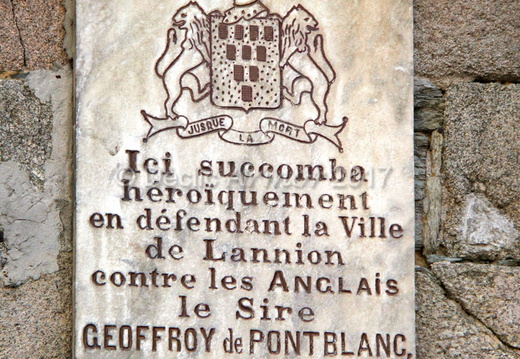 JUSQUE LA MORT
Ici succomba
héroïquement
en défendant la Ville
de Lannion
contre les ANGLAIS
le Sire
GEOFFROY de PONTBLANC,